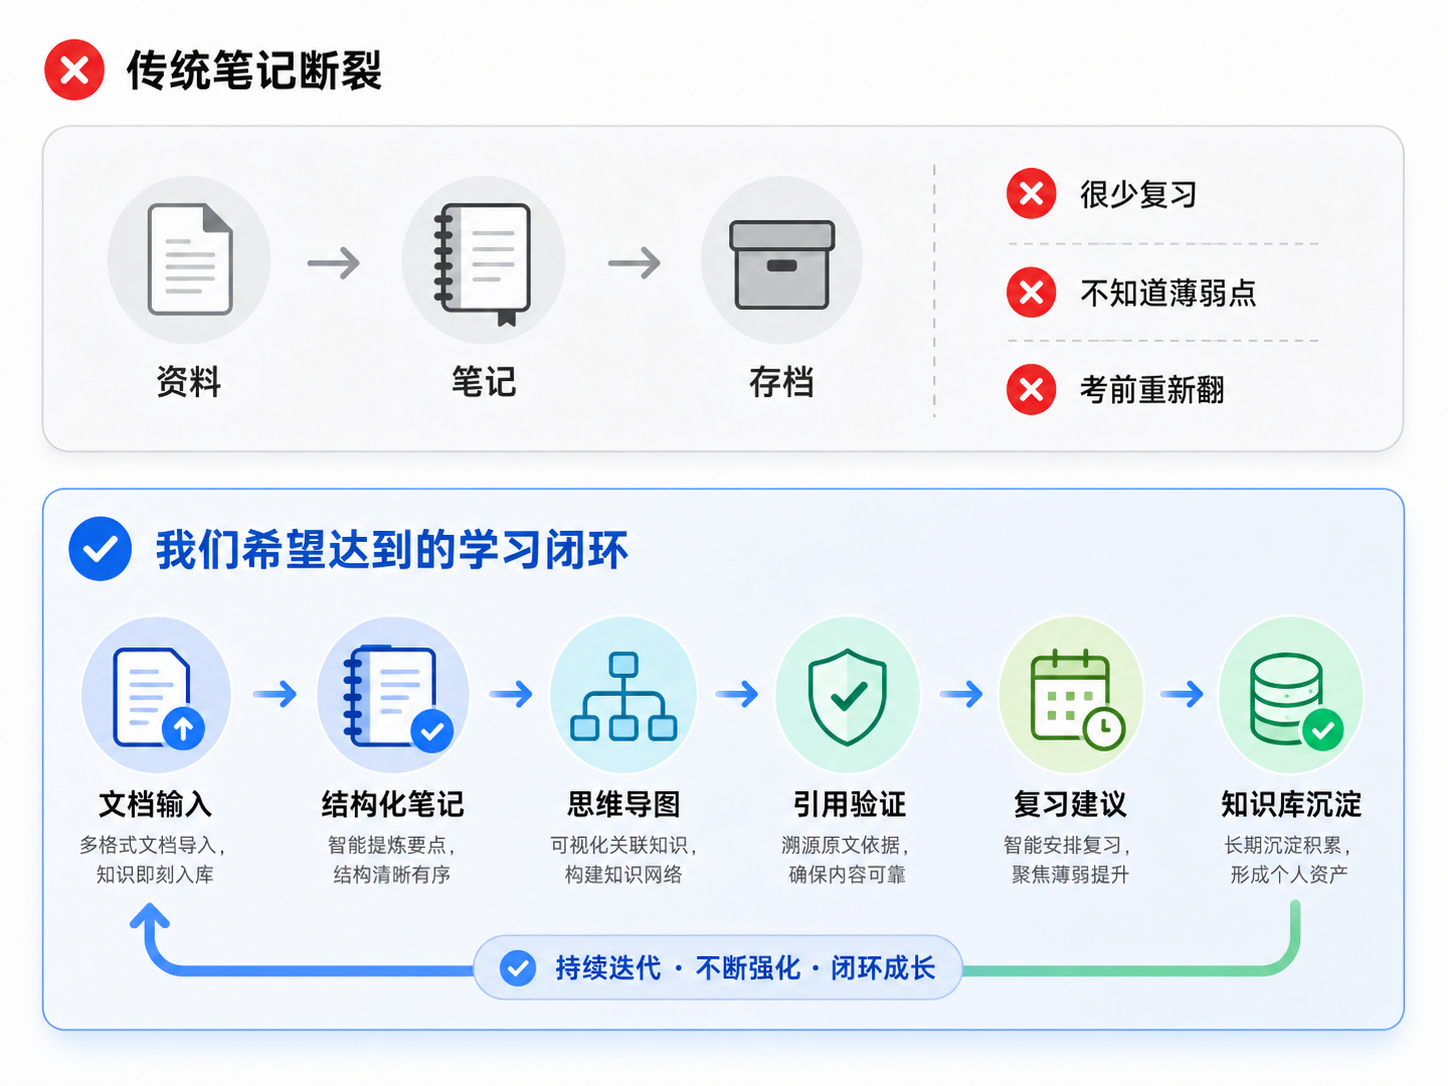 传统笔记断裂
资料
笔记
存档
很少复习
不知道薄弱点
考前重新翻
我们希望达到的学习闭环
文档输入
多格式文档导入，
知识即刻入库
结构化笔记
智能提炼要点，
结构清晰有序
思维导图
可视化关联知识，
构建知识网络
引用验证
溯源原文依据，
确保内容可靠
复习建议
智能安排复习，
聚焦薄弱提升
知识库沉淀
长期沉淀积累，
形成个人资产
持续迭代 · 不断强化 · 闭环成长